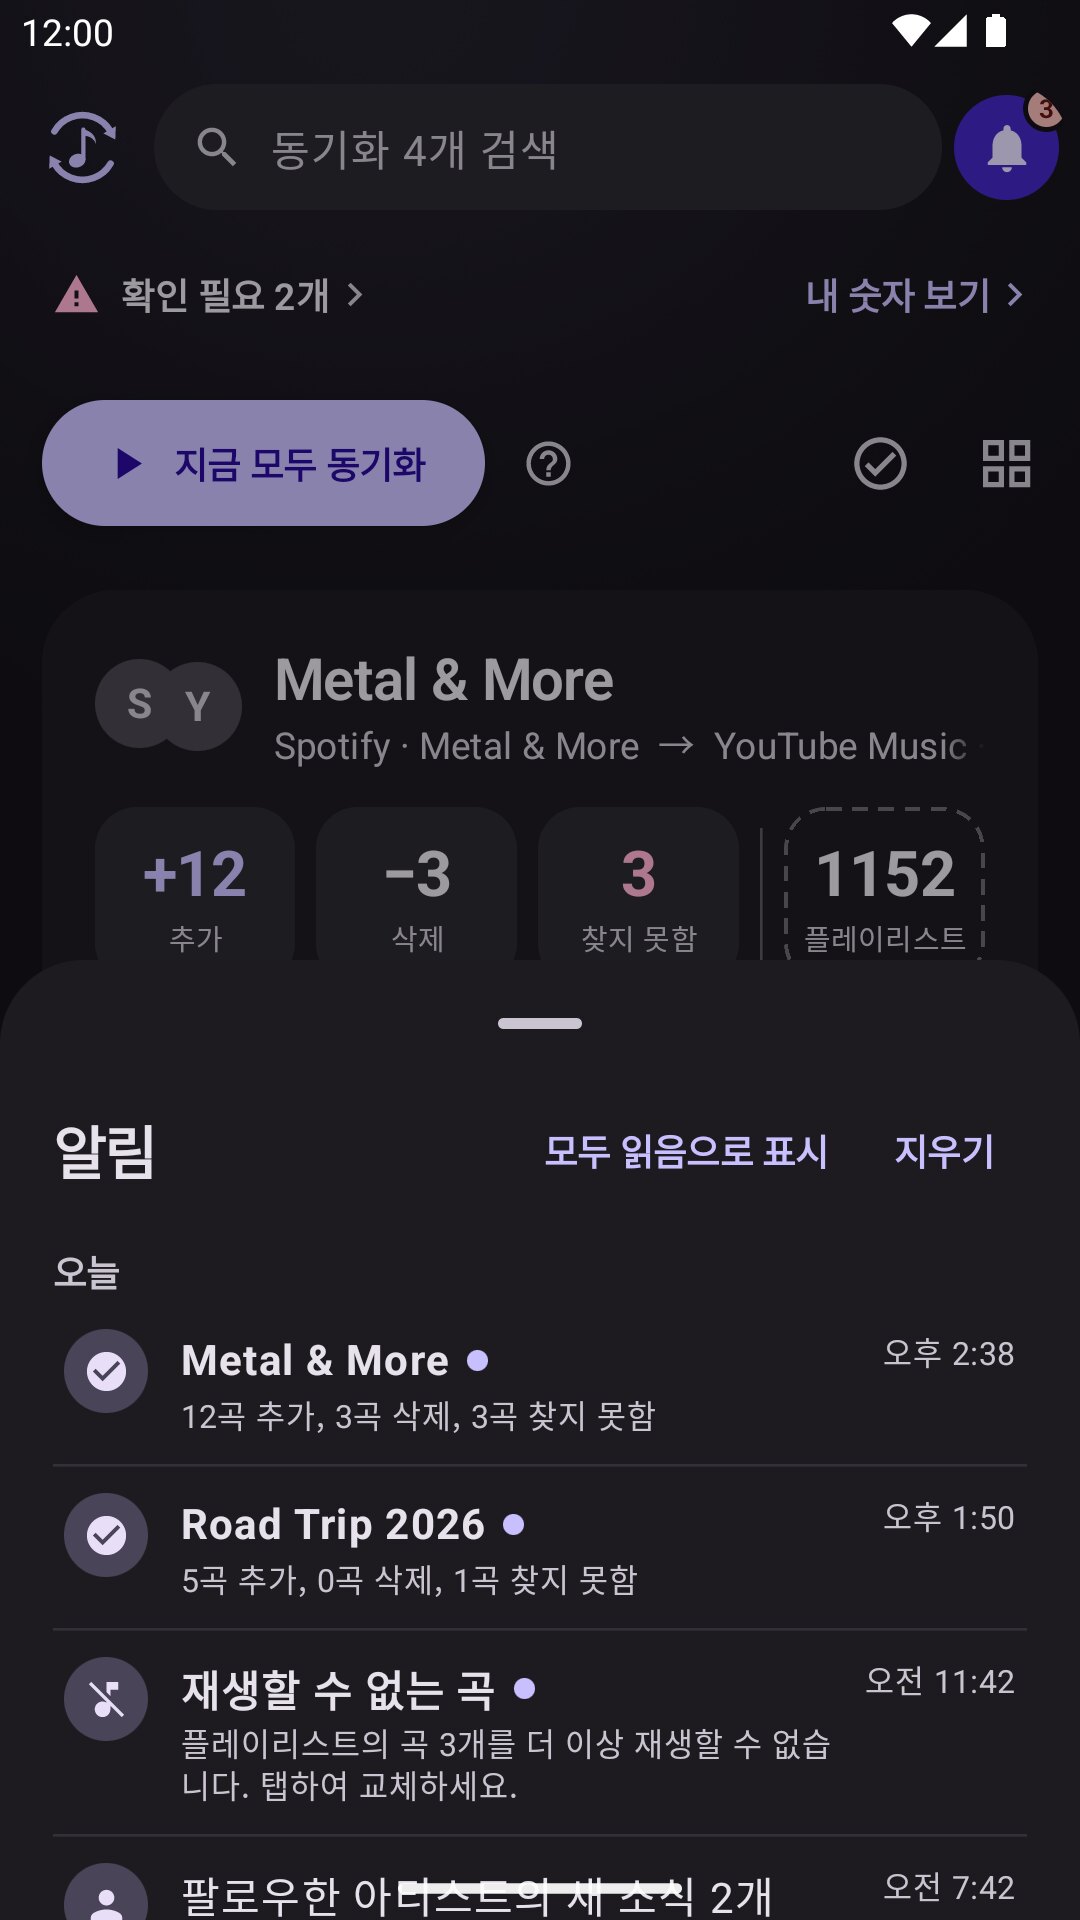 12:00
동기화 4개 검색
3
확인 필요 2개
내 숫자 보기
지금 모두 동기화
S Y
Metal & More
Spotify · Metal & More → YouTube Music
+12
추가
−3
삭제
3
찾지 못함
1152
플레이리스트
알림
모두 읽음으로 표시
지우기
오늘
Metal & More
오후 2:38
12곡 추가, 3곡 삭제, 3곡 찾지 못함
Road Trip 2026
오후 1:50
5곡 추가, 0곡 삭제, 1곡 찾지 못함
재생할 수 없는 곡
오전 11:42
플레이리스트의 곡 3개를 더 이상 재생할 수 없습
니다. 탭하여 교체하세요.
팔로우한 아티스트의 새 소식 2개
오전 7:42